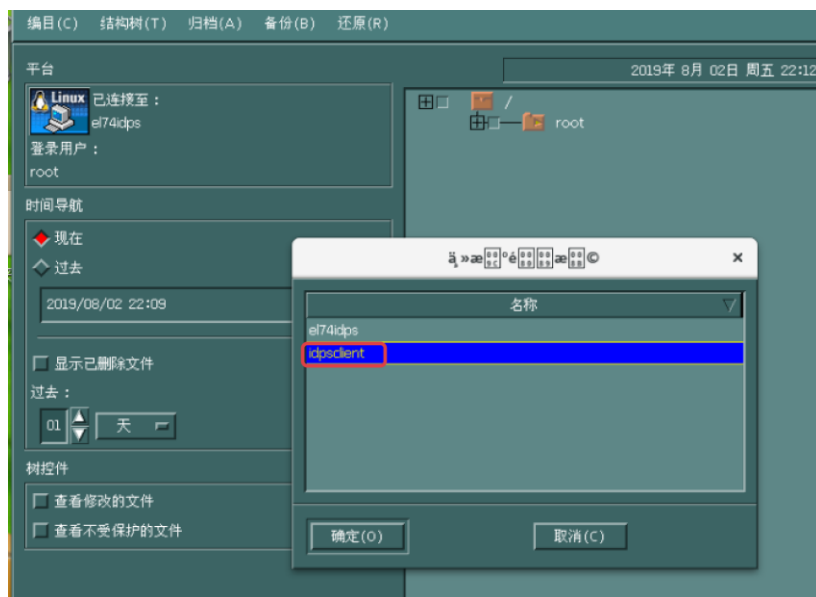 编目(C) 结构树(T) 归档(A) 备份(B) 还原(R)
平台
2019年 8月 02日 周五 22:12
Linux
已连接至：
el74idps
登录用户：
root
/
root
时间导航
现在
过去
2019/08/02 22:09
显示已删除文件
过去：
01 天
树控件
查看修改的文件
查看不受保护的文件
名称
el74idps
idpsclient
确定(O) 取消(C)